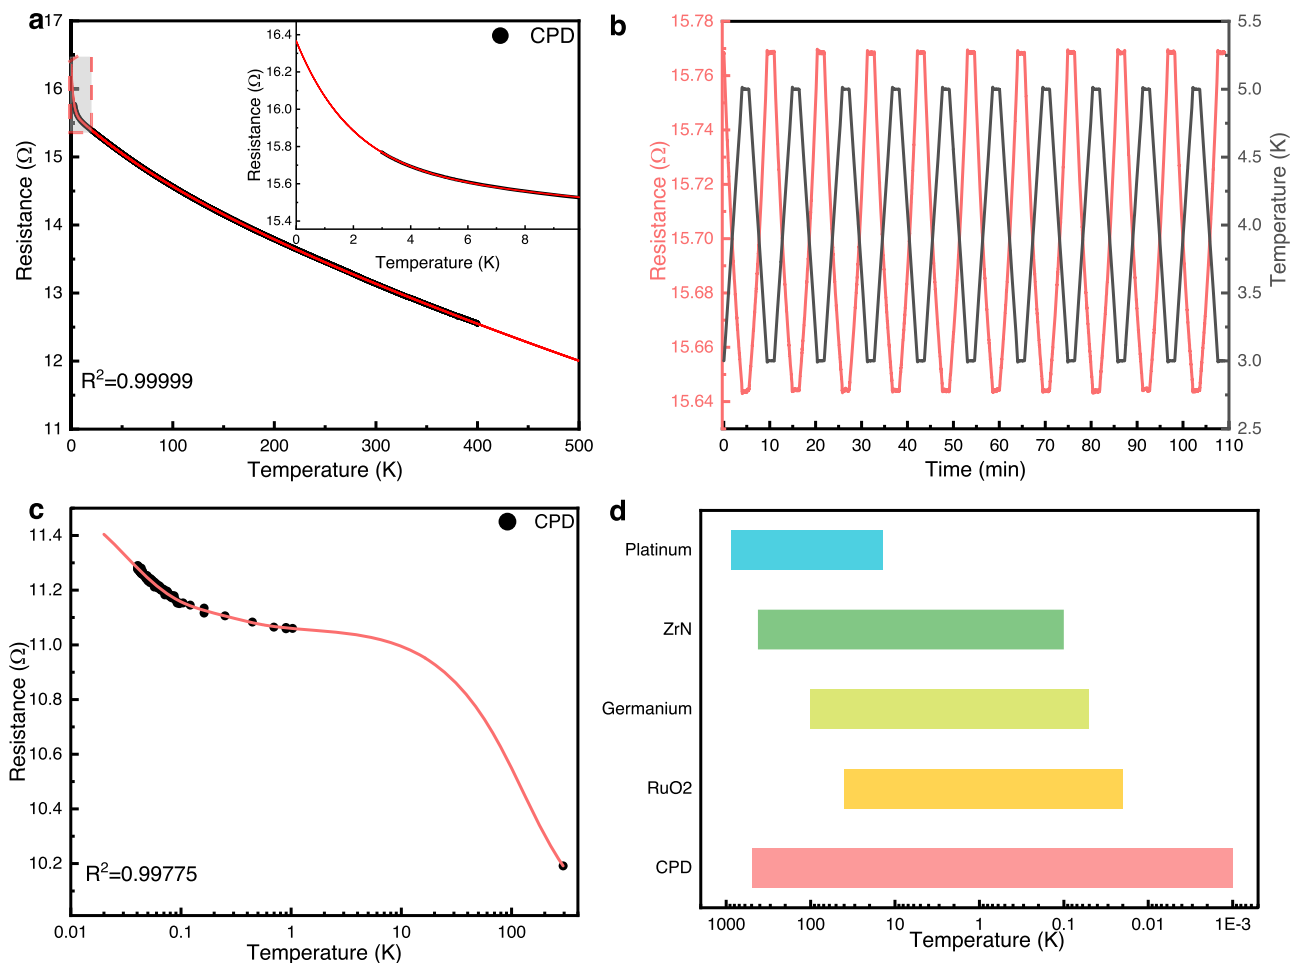 a
17
16
15
14
13
12
11
Resistance (Ω)
0
100
200
300
400
500
Temperature (K)
R²=0.99999
CPD
16.4
16.2
16.0
15.8
15.6
15.4
Resistance (Ω)
0
2
4
6
8
Temperature (K)
b
15.78
15.76
15.74
15.72
15.70
15.68
15.66
15.64
Resistance (Ω)
5.5
5.0
4.5
4.0
3.5
3.0
2.5
Temperature (K)
0
10
20
30
40
50
60
70
80
90
100
110
Time (min)
c
CPD
11.4
11.2
11.0
10.8
10.6
10.4
10.2
Resistance (Ω)
R²=0.99775
0.01
0.1
1
10
100
Temperature (K)
d
Platinum
ZrN
Germanium
RuO2
CPD
1000
100
10
1
0.1
0.01
1E-3
Temperature (K)